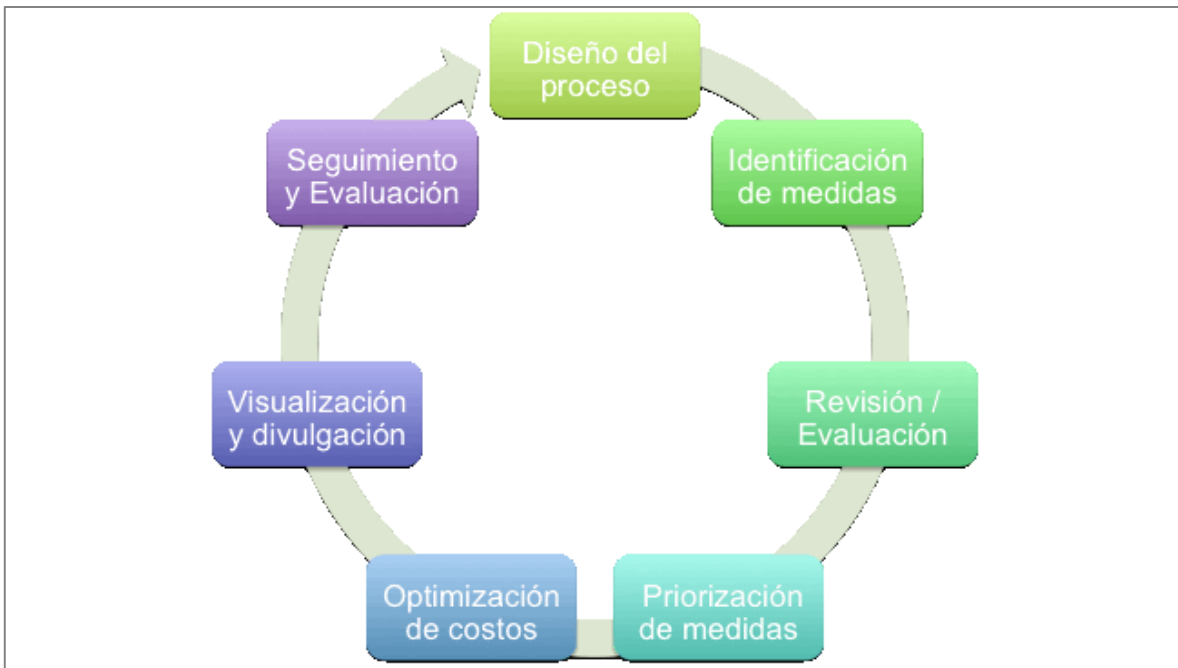 Diseño del
proceso
Identificación
de medidas
Revisión /
Evaluación
Priorización
de medidas
Optimización
de costos
Visualización
y divulgación
Seguimiento
y Evaluación